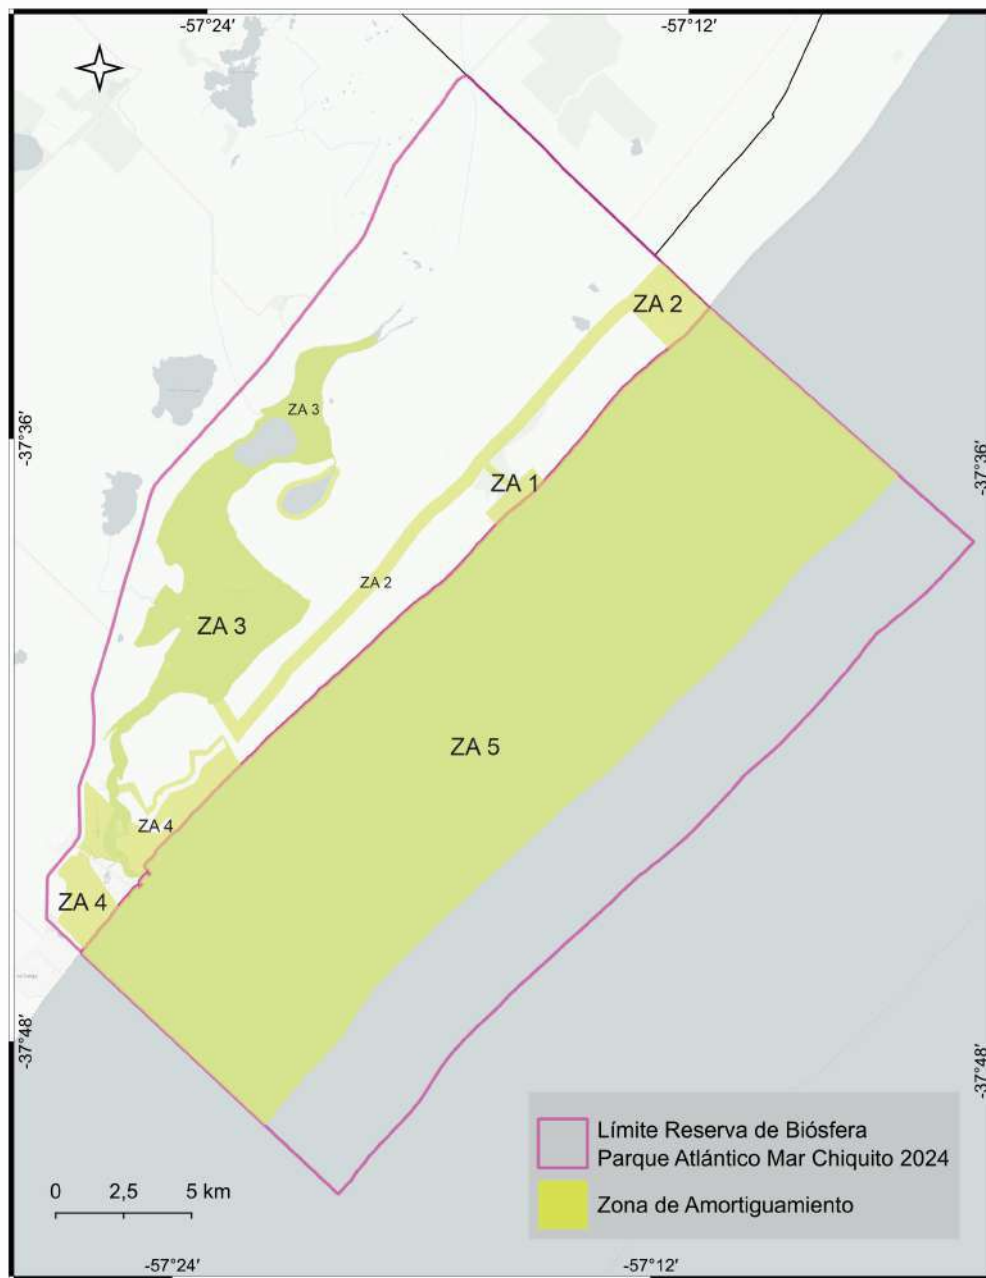 -57°24′
-57°12′
ZA 2
ZA 3
-37°36′
-37°36′
ZA 1
ZA 2
ZA 3
ZA 5
ZA 4
ZA 4
-37°48′
-37°48′
Límite Reserva de Biósfera
Parque Atlántico Mar Chiquito 2024
Zona de Amortiguamiento
0 2,5 5 km
-57°24′
-57°12′